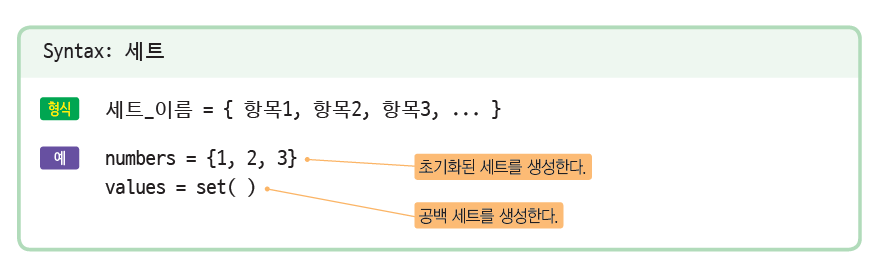 Syntax: 세트
형식 세트_이름 = { 항목1, 항목2, 항목3, ... }
예 numbers = {1, 2, 3} 초기화된 세트를 생성한다.
values = set( ) 공백 세트를 생성한다.